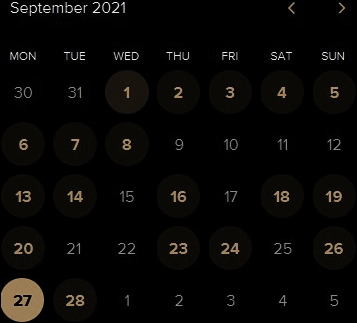 September 2021
MON TUE WED THU FRI SAT SUN
30 31 1 2 3 4 5
6 7 8 9 10 11 12
13 14 15 16 17 18 19
20 21 22 23 24 25 26
27 28 1 2 3 4 5